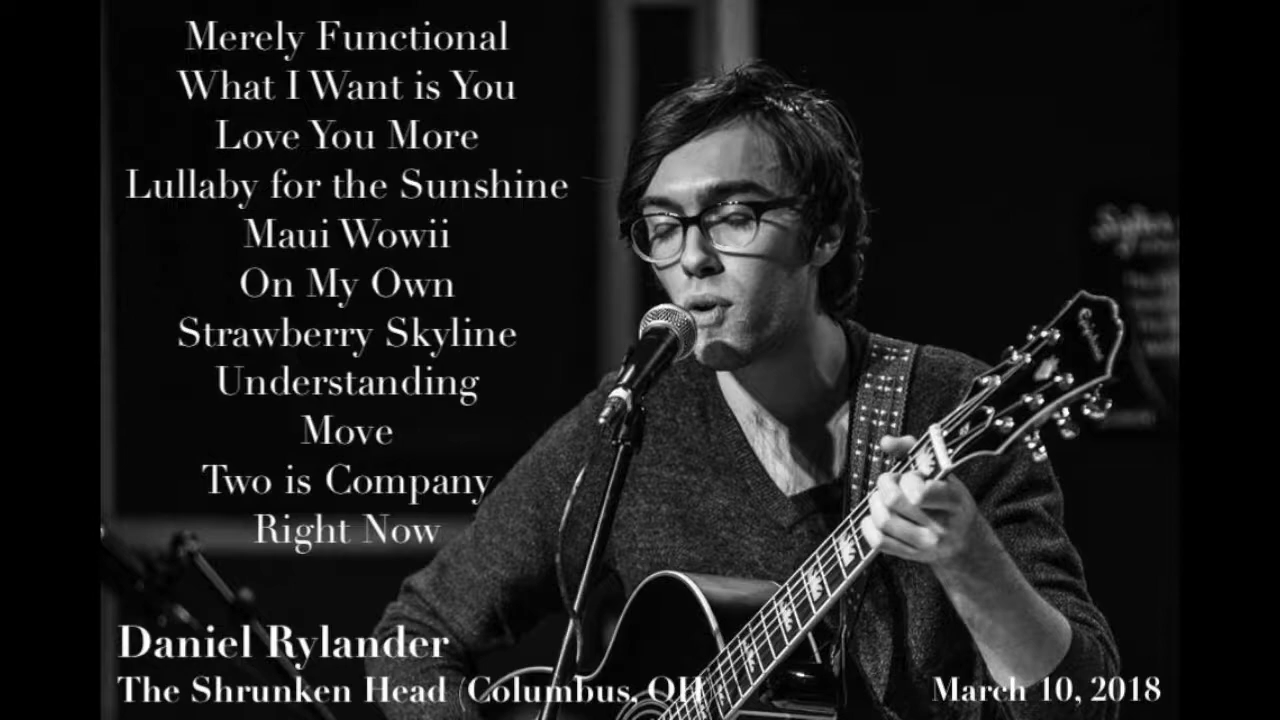 Merely Functional
What I Want is You
Love You More
Lullaby for the Sunshine
Maui Wowii
On My Own
Strawberry Skyline
Understanding
Move
Two is Company
Right Now
Daniel Rylander
The Shrunken Head (Columbus, OH
March 10, 2018